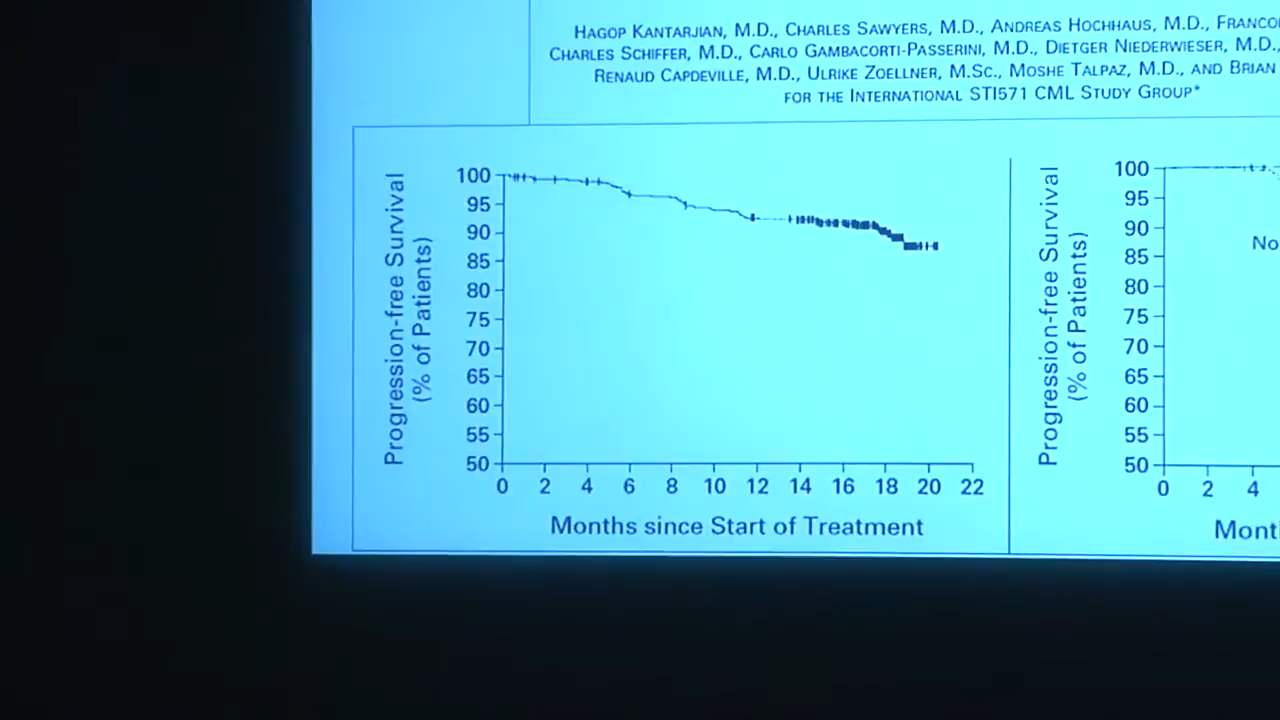 HAGOP KANTARJIAN, M.D., CHARLES SAWYERS, M.D., ANDREAS HOCHHAUS, M.D.,
CHARLES SCHIFFER, M.D., CARLO GAMBACORTI-PASSERINI, M.D., DIETGER NIEDERWIESER, M.D.,
RENAUD CAPDEVILLE, M.D., ULRIKE ZOELLNER, M.SC., MOSHE TALPAZ, M.D., AND BRIAN
FOR THE INTERNATIONAL STI571 CML STUDY GROUP*
Progression-free Survival
(% of Patients)
100
95
90
85
80
75
70
65
60
55
50
0 2 4 6 8 10 12 14 16 18 20 22
Months since Start of Treatment
Progression-free Survival
(% of Patients)
100
95
90
85
80
75
70
65
60
55
50
No
0 2 4